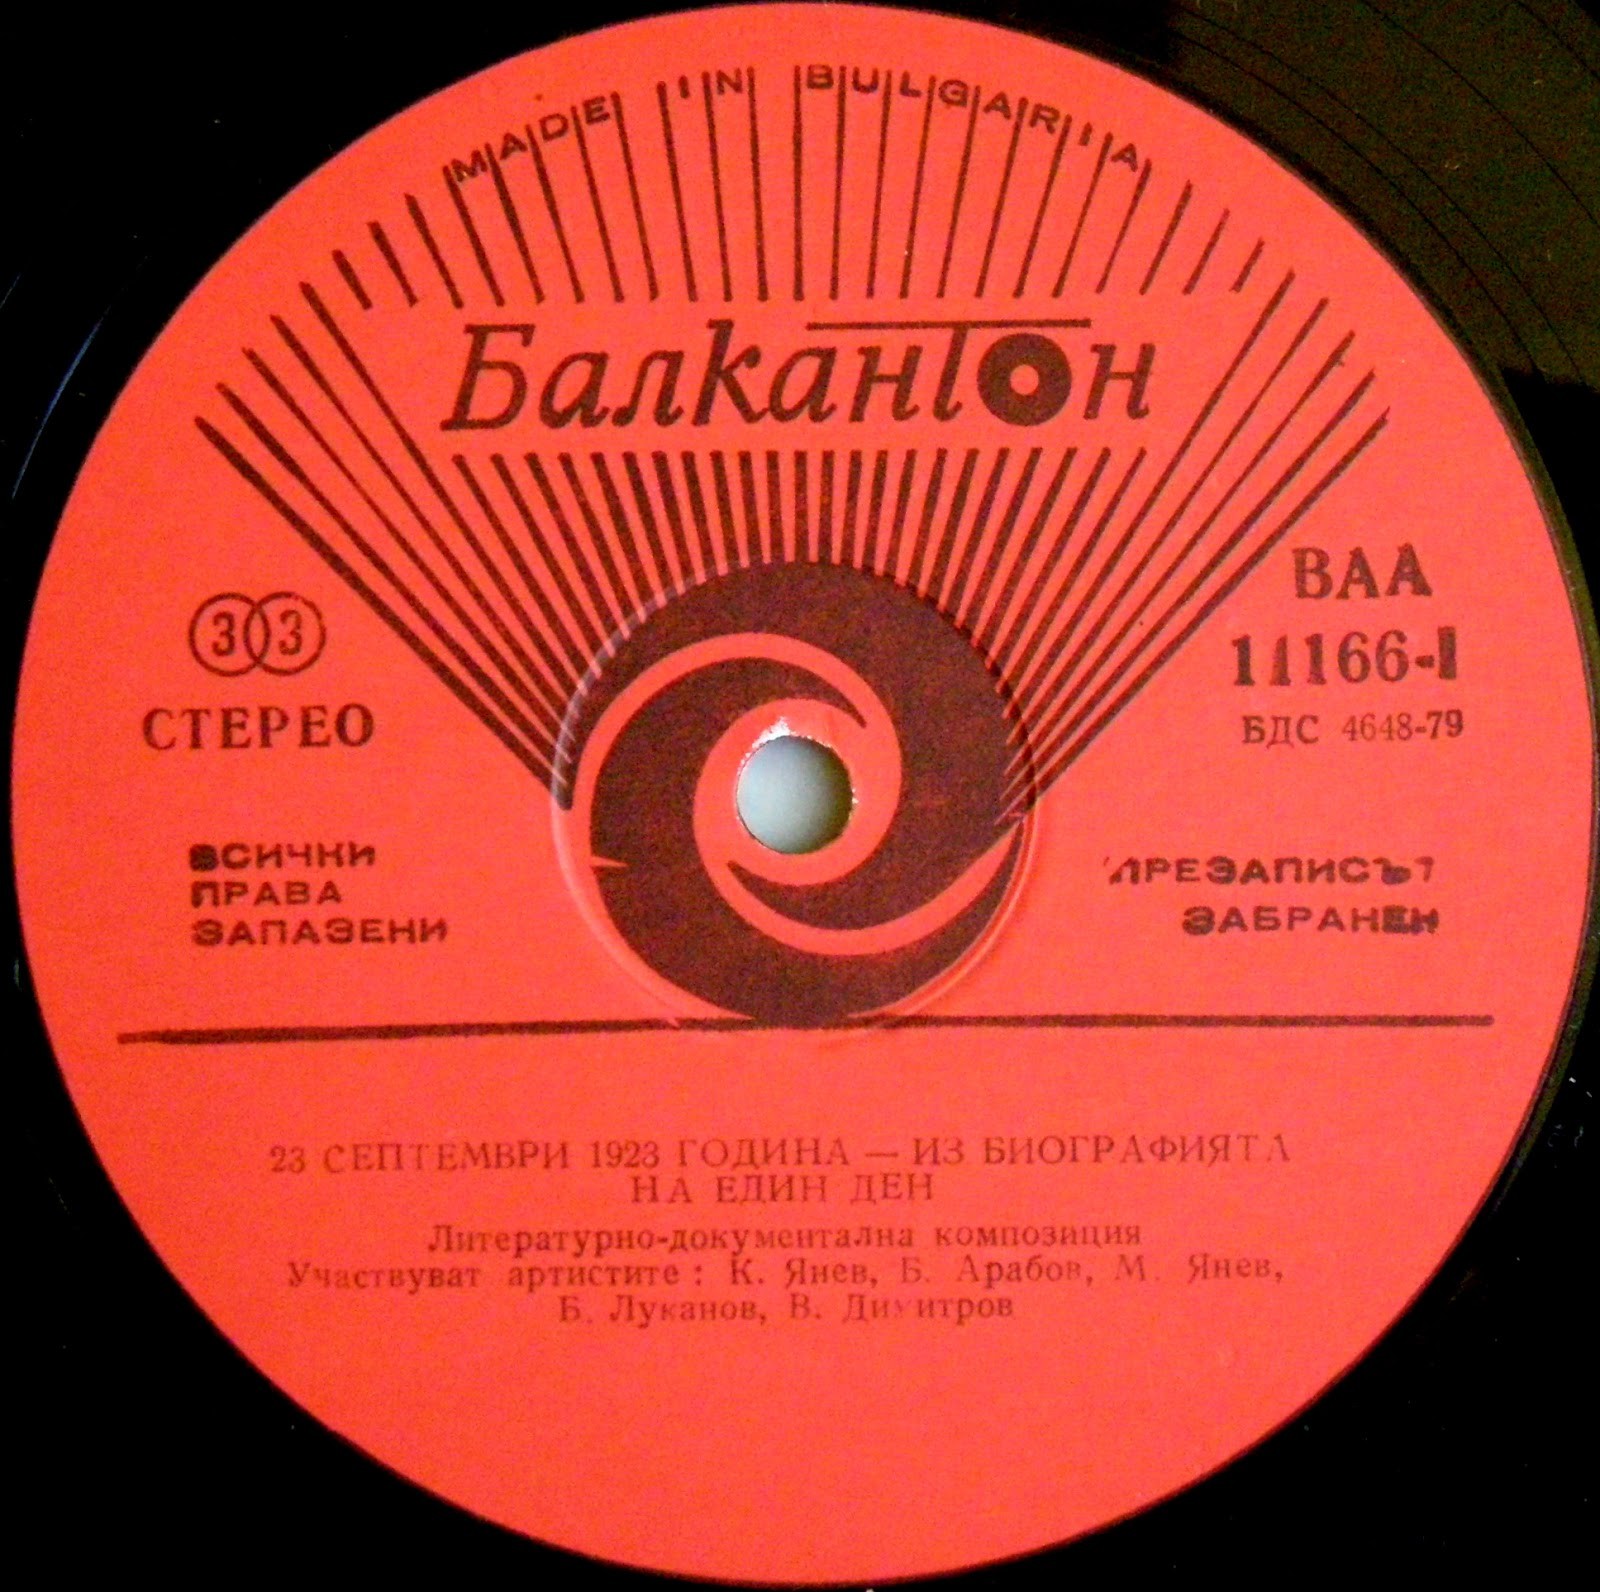 MADE IN BULGARIA
Балкантон
33
СТЕРЕО
ВАА
11166-I
БДС 4648-79
ВСИЧКИ
ПРАВА
ЗАПАЗЕНИ
ПРЕЗАПИСЪТ
ЗАБРАНЕН
23 СЕПТЕМВРИ 1923 ГОДИНА — ИЗ БИОГРАФИЯТА
НА ЕДИН ДЕН
Литературно-документална композиция
Участвуват артистите : К. Янев, Б. Арабов, М. Янев,
Б. Луканов, В. Димитров